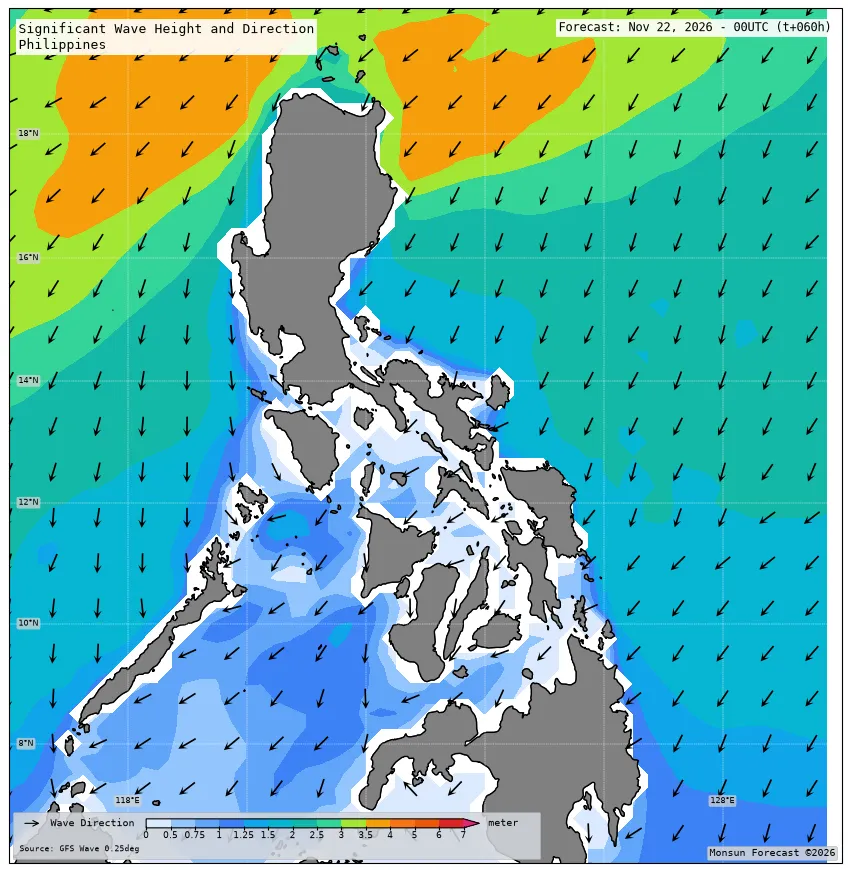 Significant Wave Height and Direction
Philippines
Forecast: Nov 22, 2026 - 00UTC (t+060h)
18°N
16°N
14°N
12°N
10°N
8°N
118°E
128°E
Wave Direction
0 0.5 0.75 1 1.25 1.5 2 2.5 3 3.5 4 5 6 7
meter
Source: GFS Wave 0.25deg
Monsun Forecast ©2026